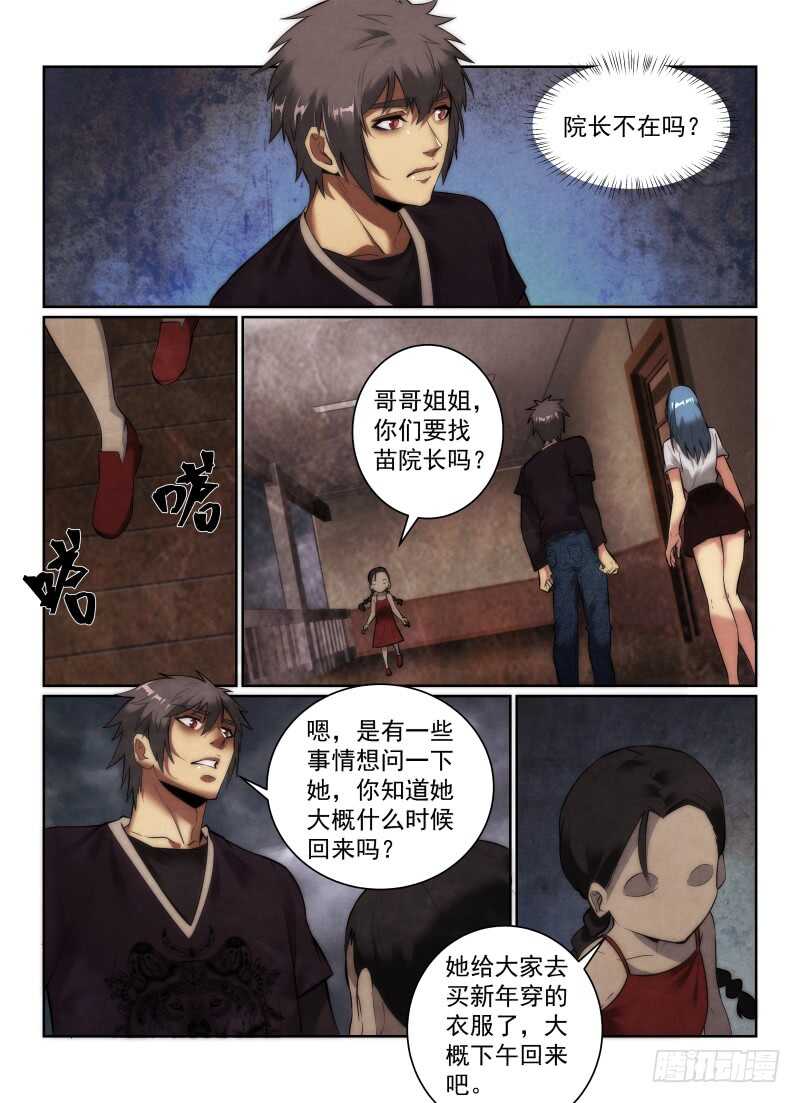 院长不在吗?
嗒
嗒
哥哥姐姐，
你们要找
苗院长吗?
嗯，是有一些
事情想问一下
她，你知道她
大概什么时候
回来吗?
她给大家去
买新年穿的
衣服了，大
概下午回来
吧。
腾讯动漫